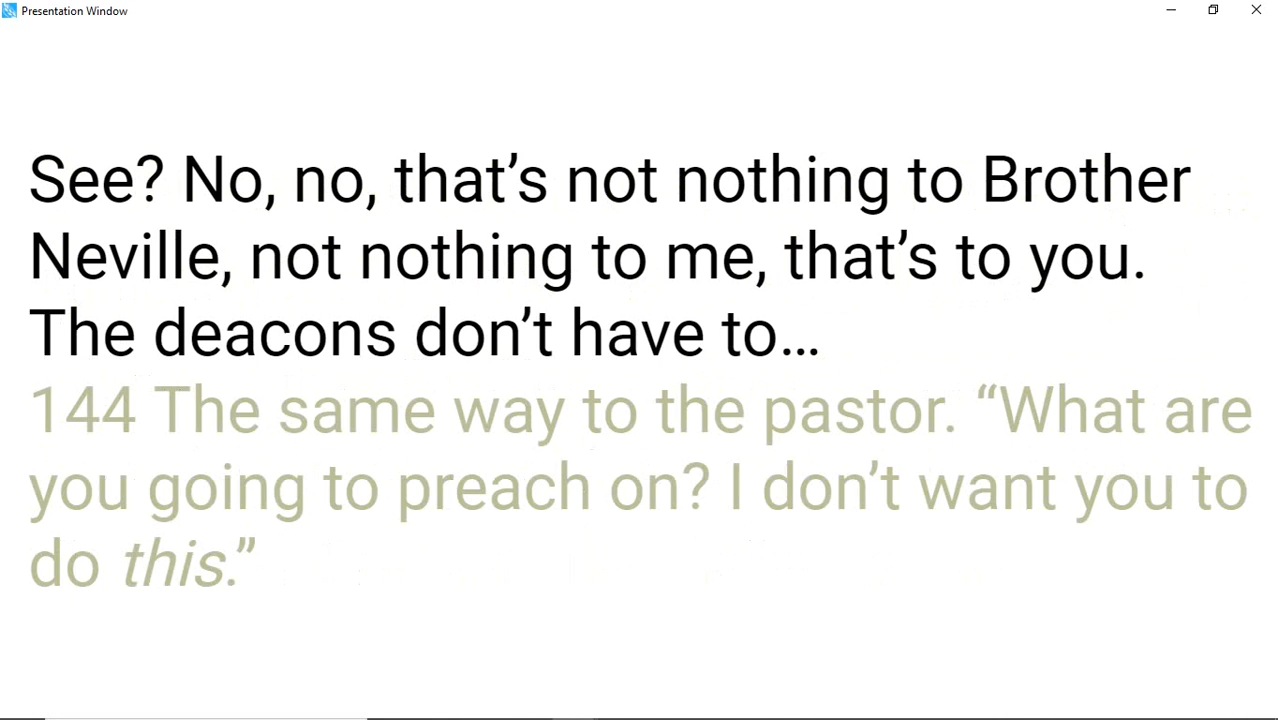 Presentation Window
See? No, no, that’s not nothing to Brother
Neville, not nothing to me, that’s to you.
The deacons don’t have to…
144 The same way to the pastor. “What are
you going to preach on? I don’t want you to
do this.”